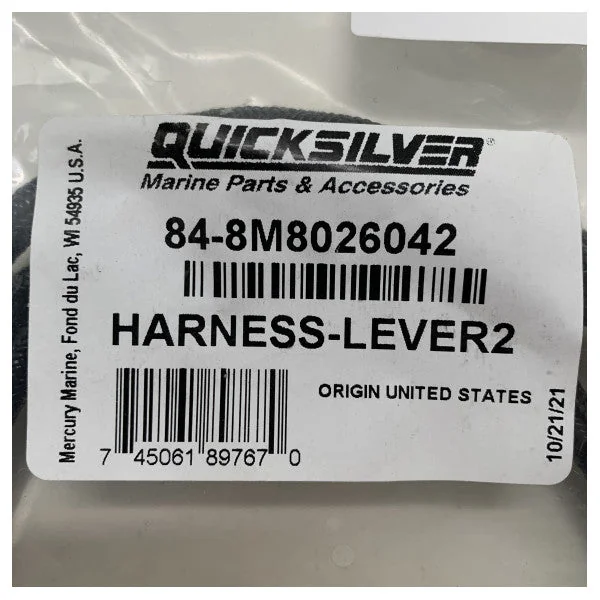 QUICKSILVER®
Marine Parts & Accessories
84-8M8026042
HARNESS-LEVER2
ORIGIN UNITED STATES
7 45061 89767 0
Mercury Marine, Fond du Lac, WI 54935 U.S.A.
10/21/21